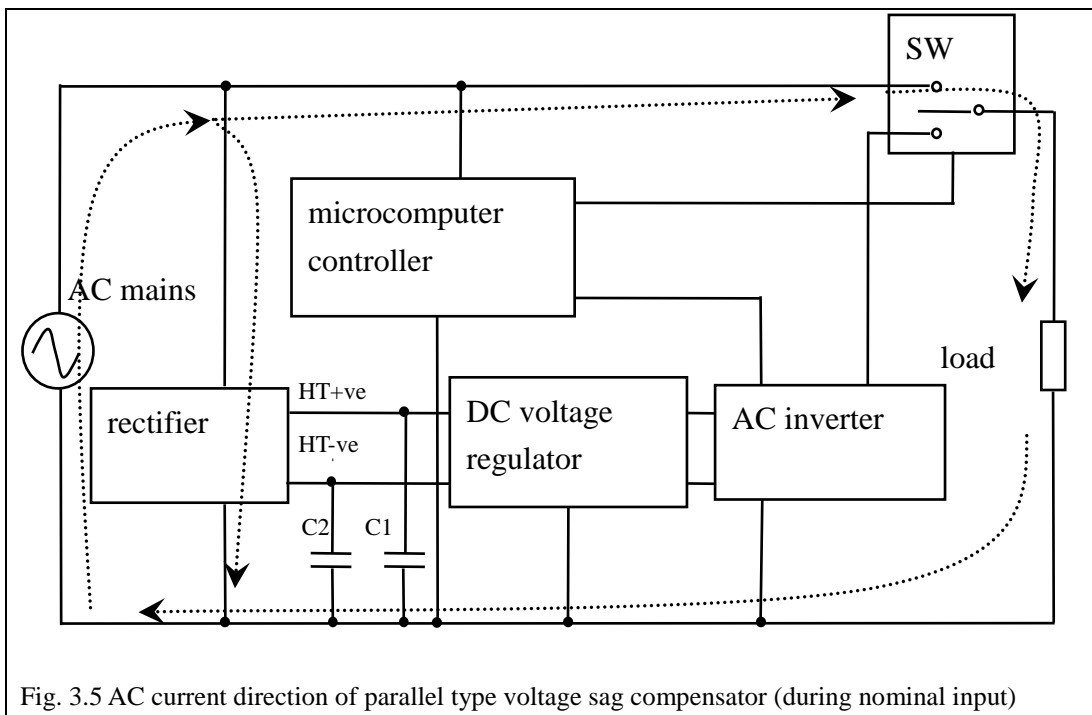 SW
microcomputer
controller
AC mains
load
HT+ve
rectifier
HT-ve
DC voltage
regulator
AC inverter
C2
C1
Fig. 3.5 AC current direction of parallel type voltage sag compensator (during nominal input)